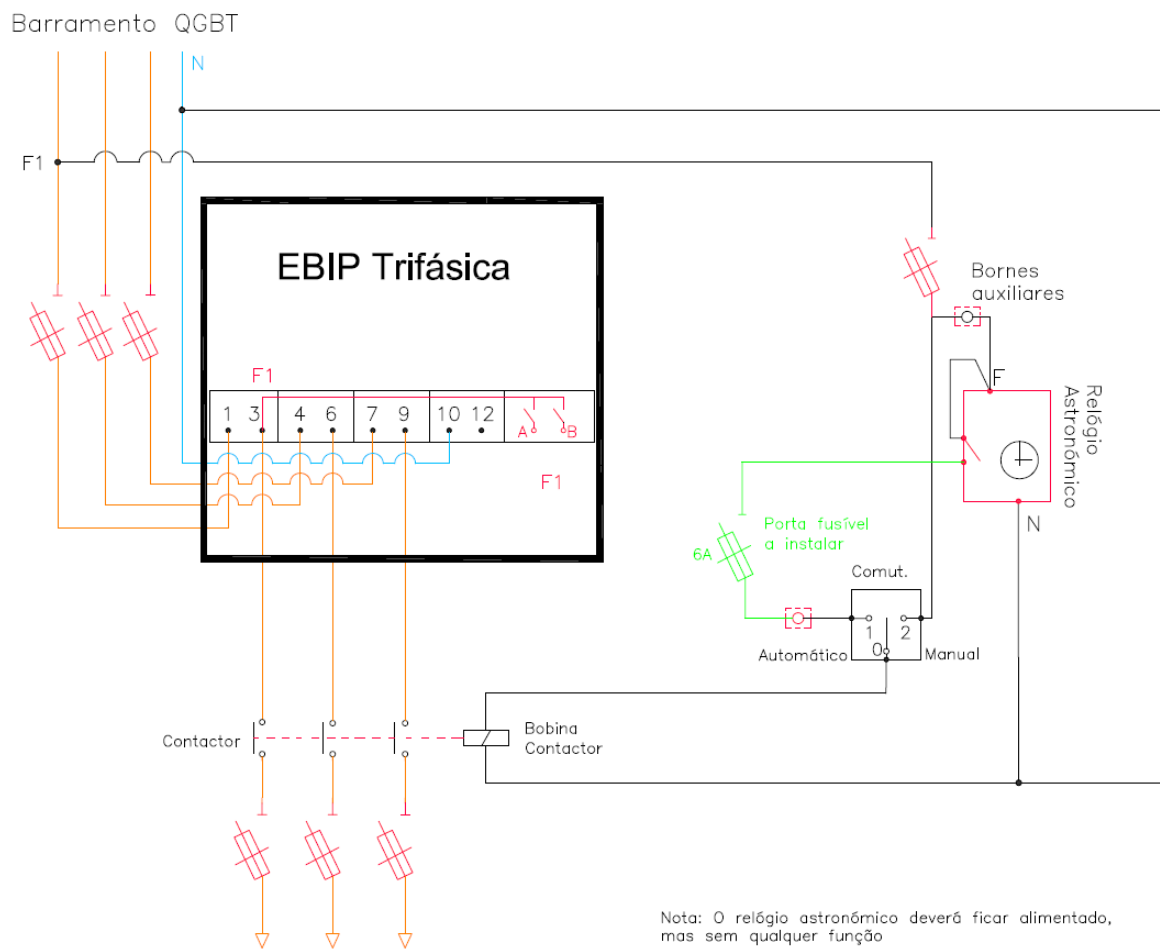 Barramento QGBT
N
F1
EBIP Trifásica
Bornes
auxiliares
F1
F
Relógio
Astronómico
1 3 4 6 7 9 10 12
A B
F1
N
Porta fusível
a instalar
6A
Comut.
1 2
0
Automático
Manual
Contactor
Bobina
Contactor
Nota: O relógio astronómico deverá ficar alimentado,
mas sem qualquer função